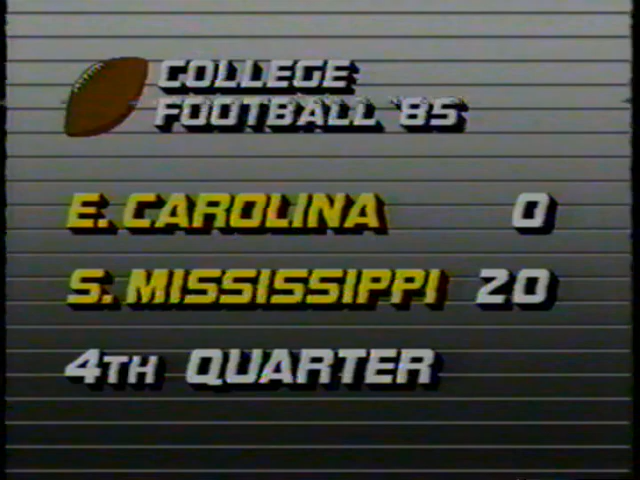 COLLEGE
FOOTBALL '85
E. CAROLINA 0
S. MISSISSIPPI 20
4TH QUARTER